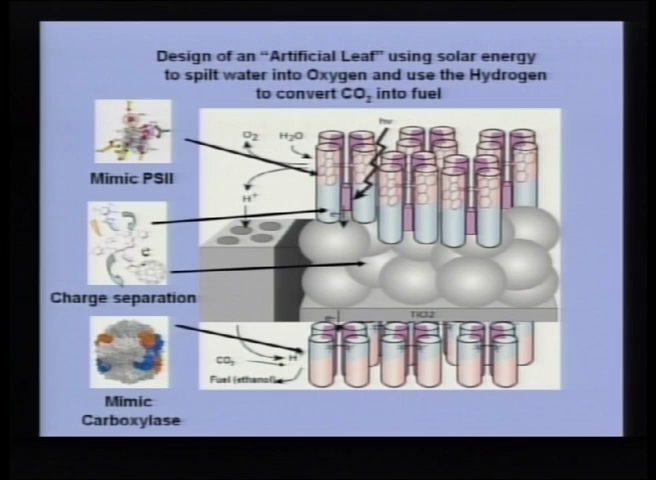 Design of an “Artificial Leaf” using solar energy
to spilt water into Oxygen and use the Hydrogen
to convert CO2 into fuel
hν
O2
H2O
Mimic PSII
H+
e-
Charge separation
TiO2
e-
CO2
H
Fuel (ethanol)
Mimic
Carboxylase